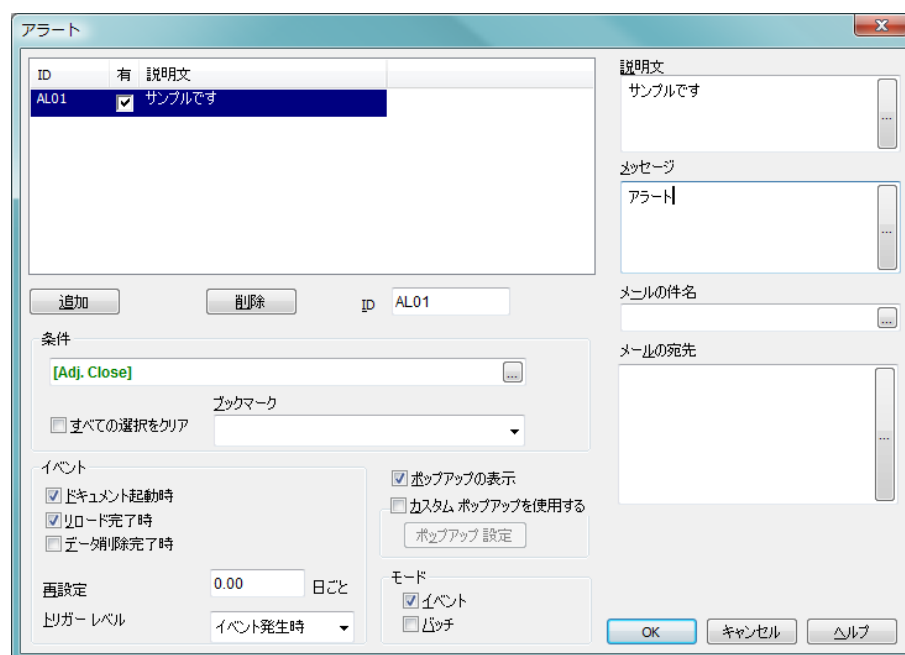 アラート
ID 有 説明文
AL01 サンプルです
追加 削除 ID AL01
条件
[Adj. Close]
...
ブックマーク
すべての選択をクリア
イベント
ドキュメント起動時
リロード完了時
データ削除完了時
再設定 0.00 日ごと
トリガー レベル イベント発生時
ポップアップの表示
カスタム ポップアップを使用する
ポップアップ 設定
モード
イベント
バッチ
説明文
サンプルです
...
メッセージ
アラート
...
メールの件名
...
メールの宛先
...
OK キャンセル ヘルプ